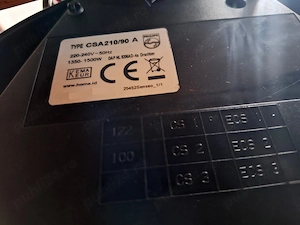 TYPE CSA210/90 A
220-240V~50Hz
1350-1500W
KEMA
KEUR
CE
www.kema.nl
122 CS 1 ECS 1
100 CS 2 ECS 2
CS 3 ECS 3